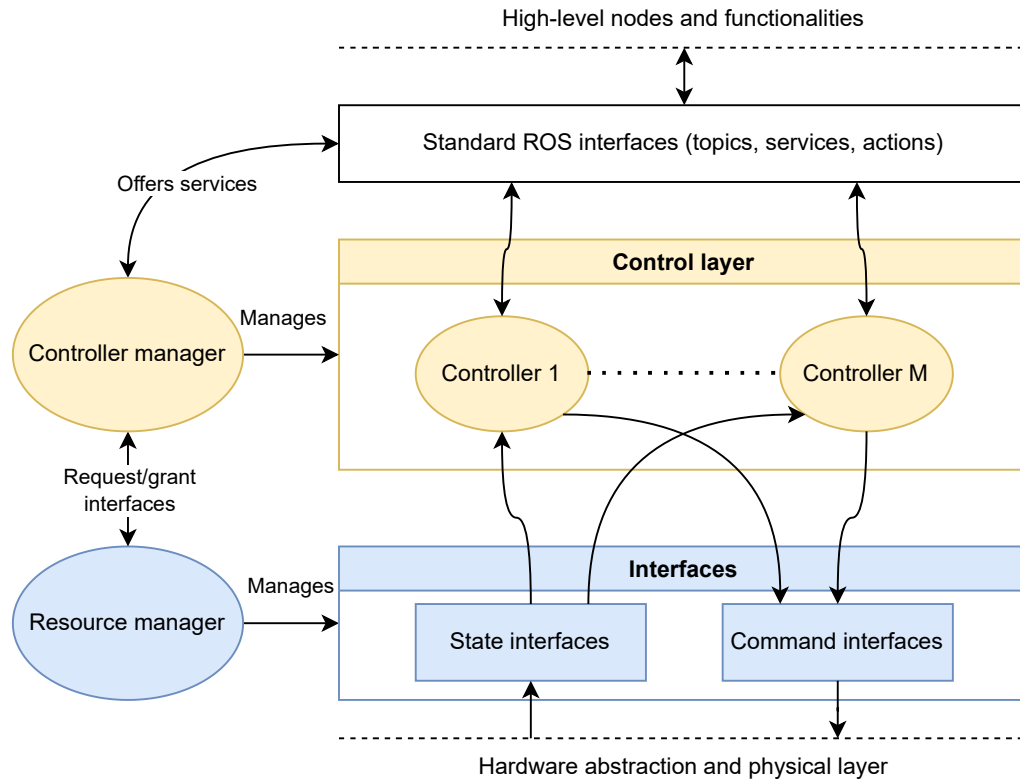 High-level nodes and functionalities
Standard ROS interfaces (topics, services, actions)
Offers services
Control layer
Manages
Controller manager
Controller 1
Controller M
Request/grant
interfaces
Interfaces
Manages
Resource manager
State interfaces
Command interfaces
Hardware abstraction and physical layer